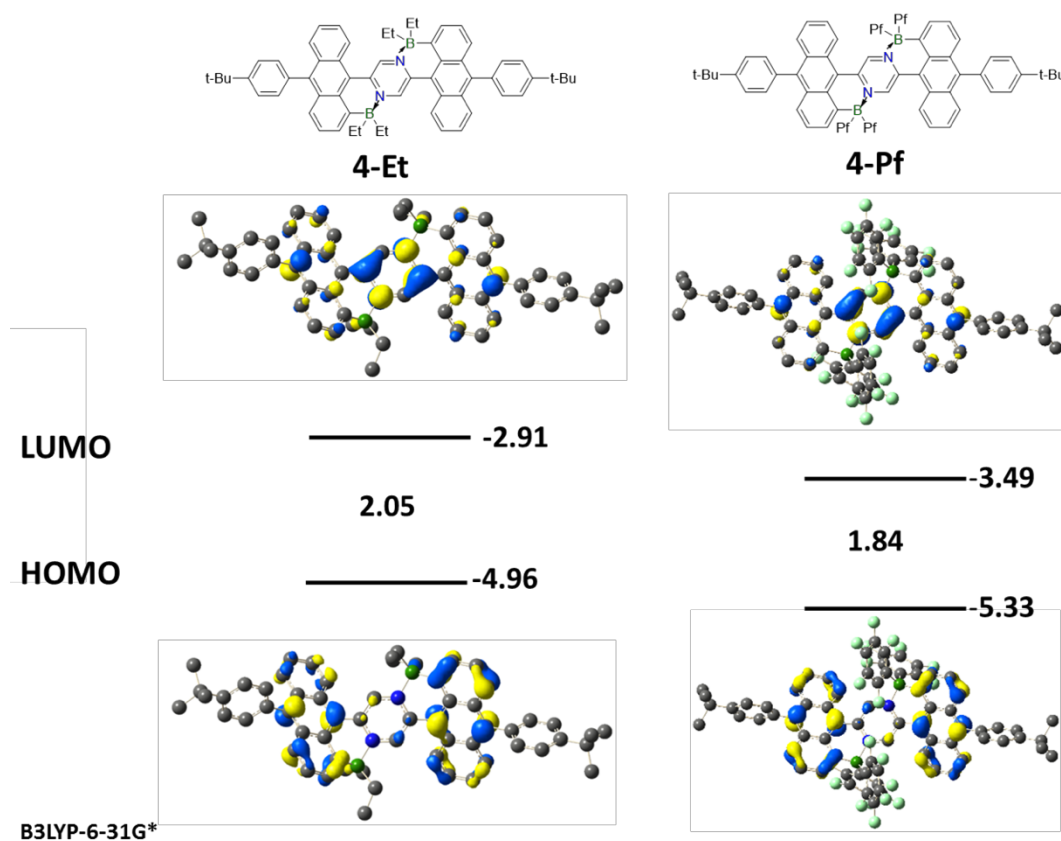 Et
Et
B
N
t-Bu
t-Bu
N
B
Et
Et
4-Et
Pf
Pf
B
N
t-Bu
t-Bu
N
B
Pf
Pf
4-Pf
LUMO
-2.91
-3.49
2.05
1.84
HOMO
-4.96
-5.33
B3LYP-6-31G*